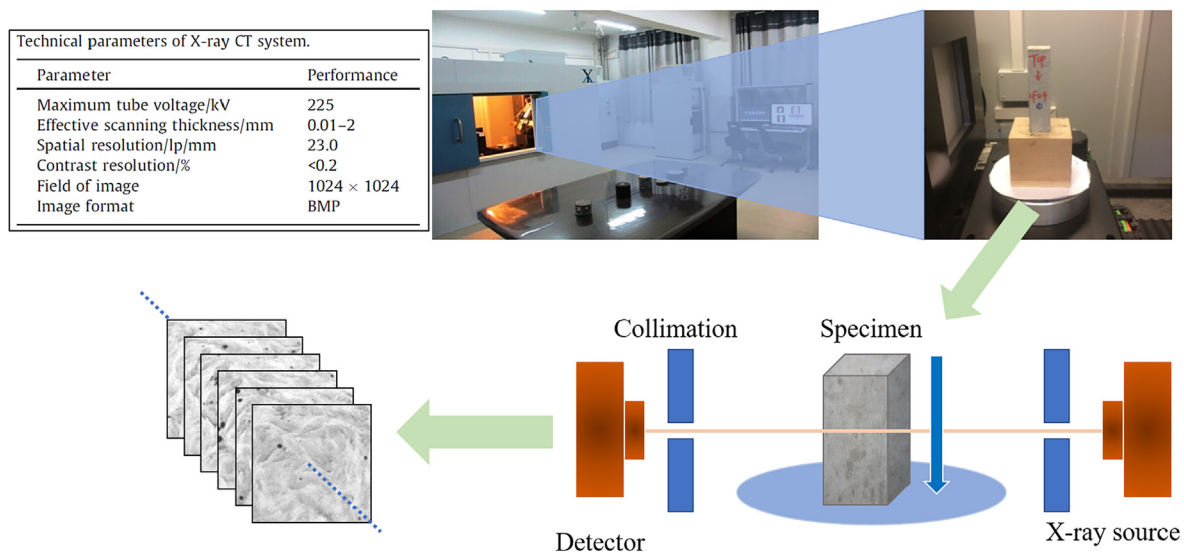 Technical parameters of X-ray CT system.
Parameter Performance
Maximum tube voltage/kV 225
Effective scanning thickness/mm 0.01–2
Spatial resolution/lp/mm 23.0
Contrast resolution/% <0.2
Field of image 1024 × 1024
Image format BMP
X
Top
Collimation
Specimen
Detector
X-ray source